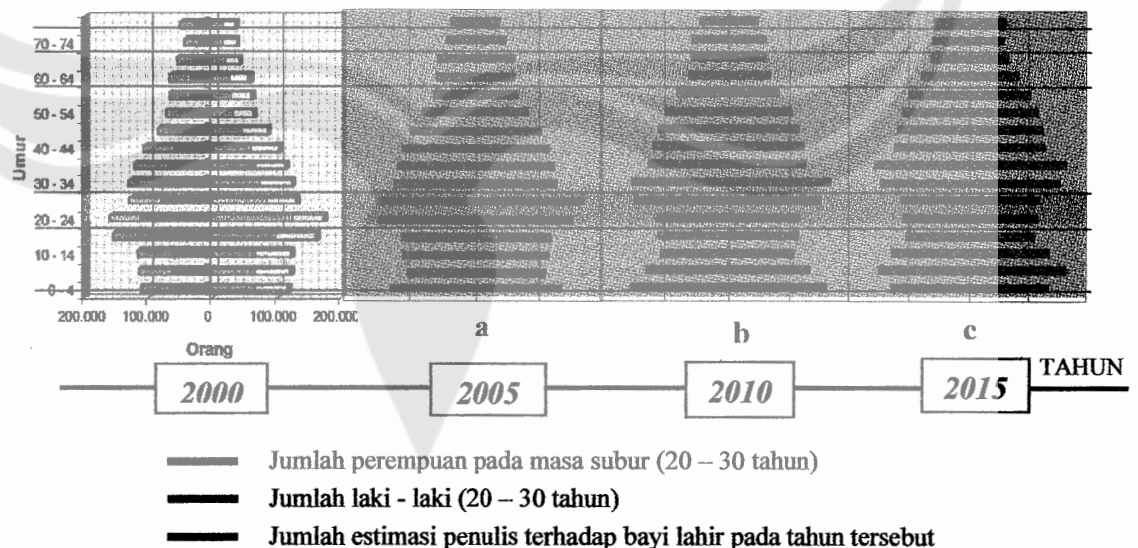 70 - 74
60 - 64
50 - 54
40 - 44
30 - 34
20 - 24
10 - 14
0-4
Umur
200.000 100.000 0 100.000 200.000
Orang
a b c
2000 2005 2010 2015 TAHUN
Jumlah perempuan pada masa subur (20 – 30 tahun)
Jumlah laki - laki (20 – 30 tahun)
Jumlah estimasi penulis terhadap bayi lahir pada tahun tersebut